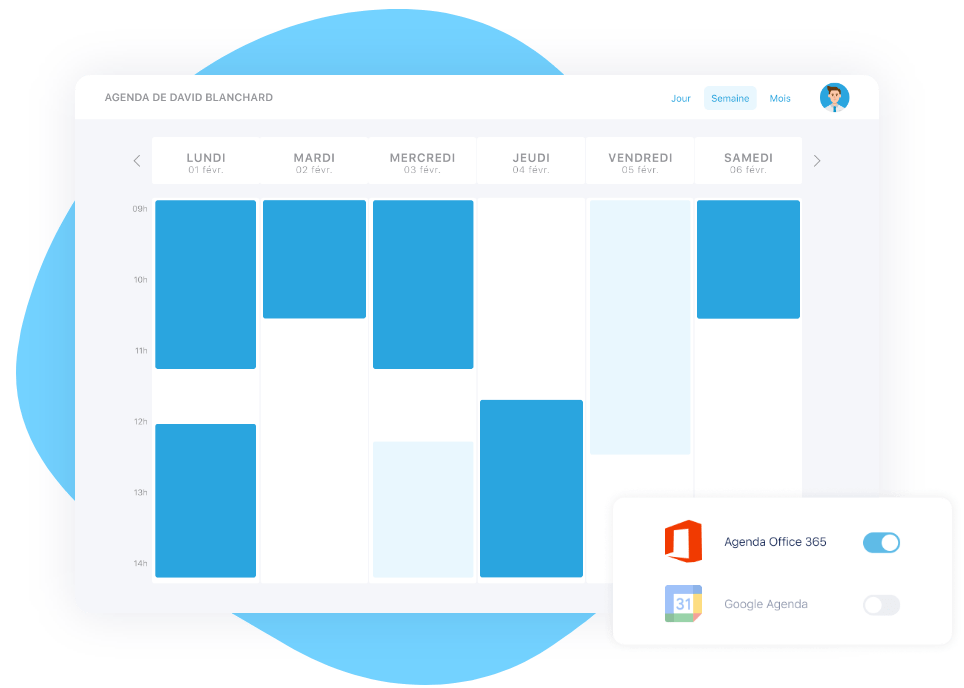 AGENDA DE DAVID BLANCHARD
Jour Semaine Mois
LUNDI MARDI MERCREDI JEUDI VENDREDI SAMEDI
01 févr. 02 févr. 03 févr. 04 févr. 05 févr. 06 févr.
09h
10h
11h
12h
13h
14h
Agenda Office 365
31 Google Agenda